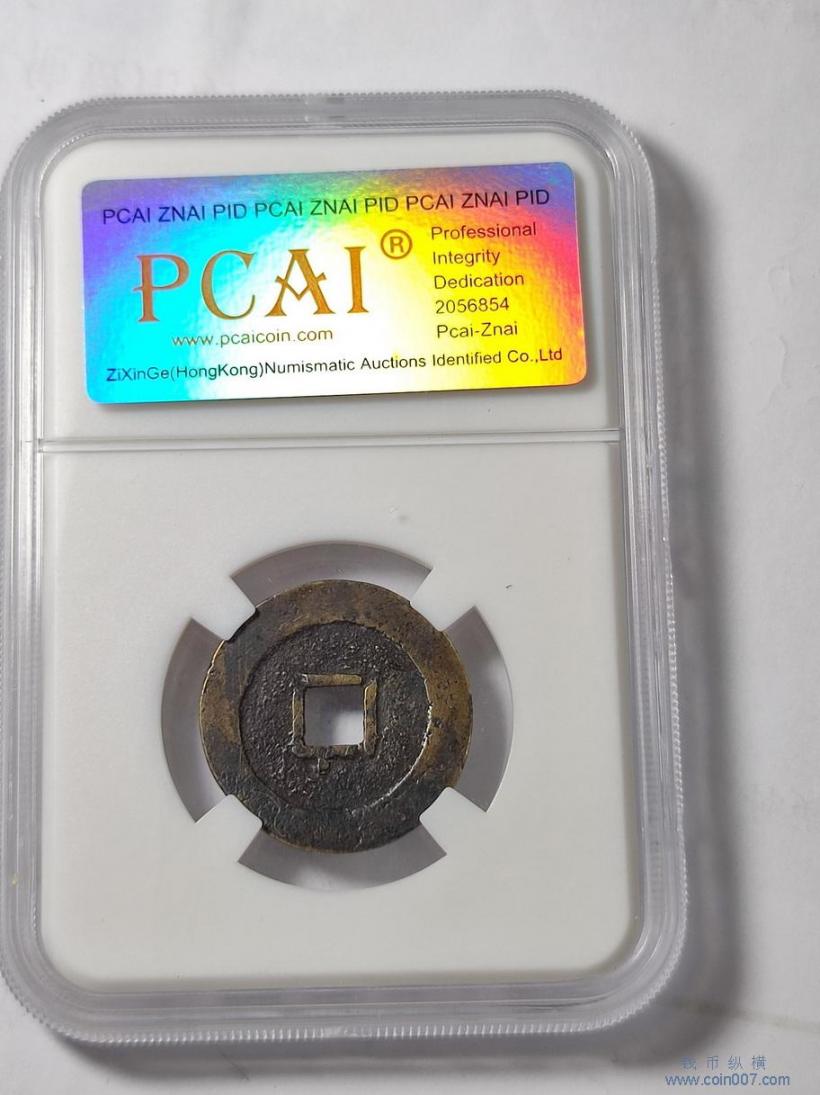 PCAI ZNAI PID PCAI ZNAI PID PCAI ZNAI PID
PCAI®
Professional
Integrity
Dedication
2056854
Pcai-Znai
www.pcaicoin.com
ZiXinGe(HongKong)Numismatic Auctions Identified Co.,Ltd
钱币纵横
www.coin007.com